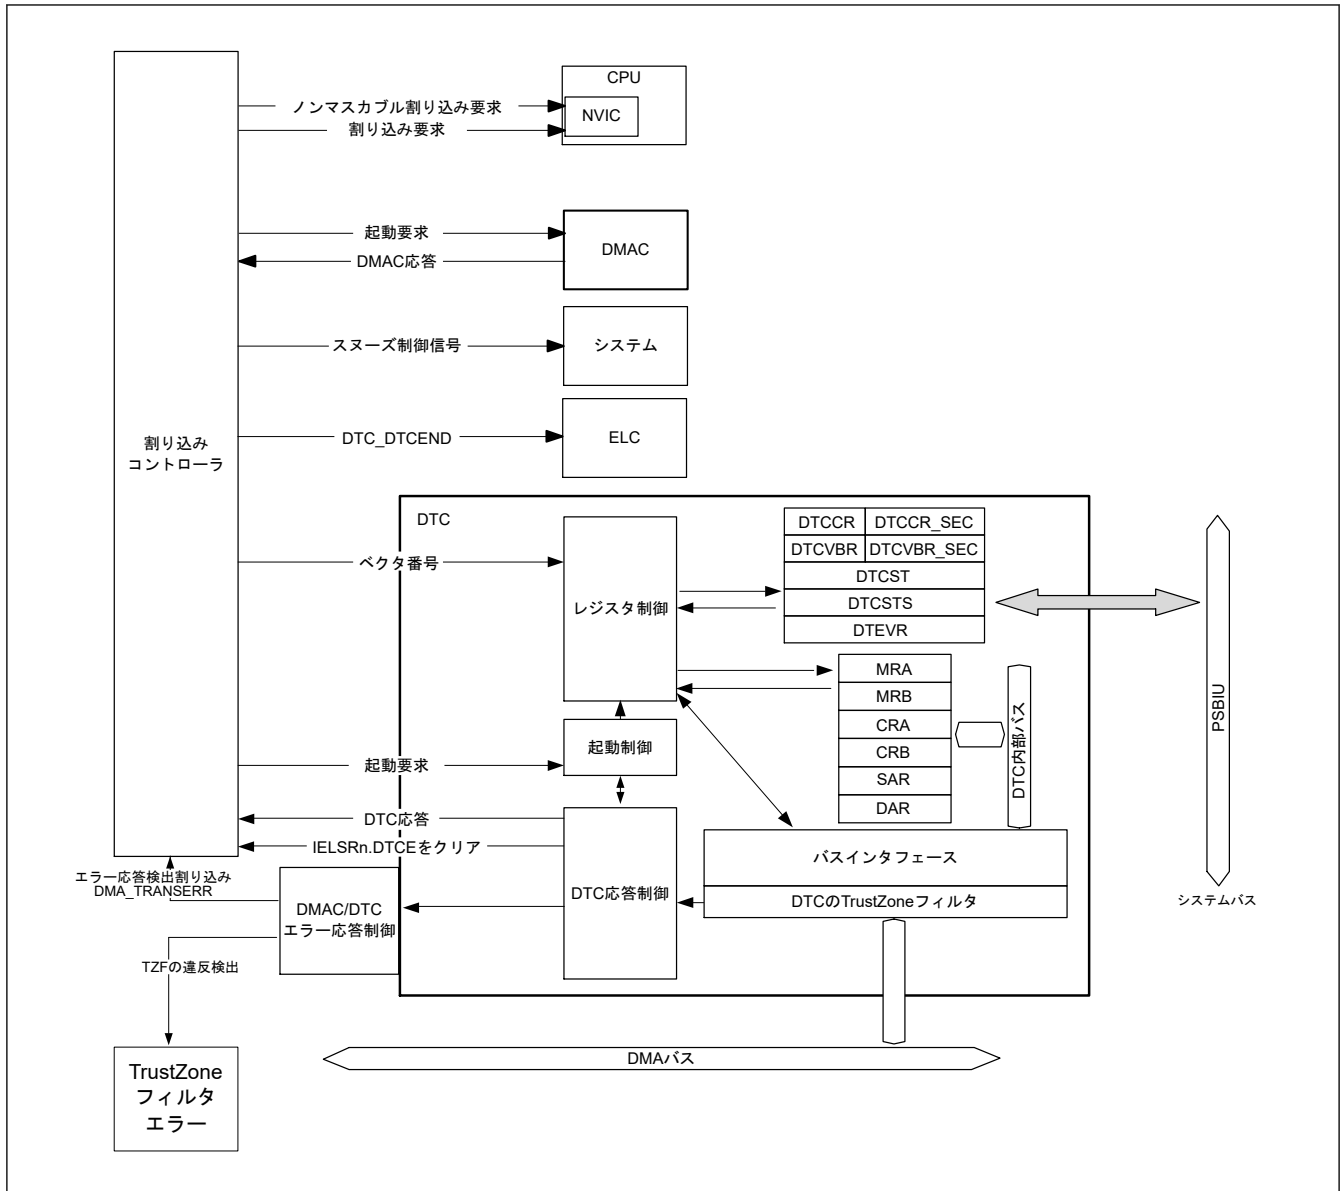 CPU
NVIC
ノンマスカブル割り込み要求
割り込み要求
起動要求
DMAC応答
DMAC
スヌーズ制御信号
システム
割り込み
コントローラ
DTC_DTCEND
ELC
DTC
ベクタ番号
レジスタ制御
DTCCR
DTCCR_SEC
DTCVBR
DTCVBR_SEC
DTCST
DTCSTS
DTEVR
MRA
MRB
CRA
CRB
SAR
DAR
DTC内部バス
PSBIU
システムバス
起動要求
起動制御
DTC応答
IELSRn.DTCEをクリア
DTC応答制御
バスインタフェース
DTCのTrustZoneフィルタ
エラー応答検出割り込み
DMA_TRANSERR
DMAC/DTC
エラー応答制御
TZFの違反検出
TrustZone
フィルタ
エラー
DMAバス